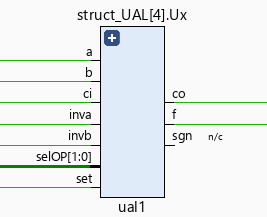 struct_UAL[4].Ux
a
b
ci
co
inva
f
invb
sgn
n/c
selOP[1:0]
set
ual1